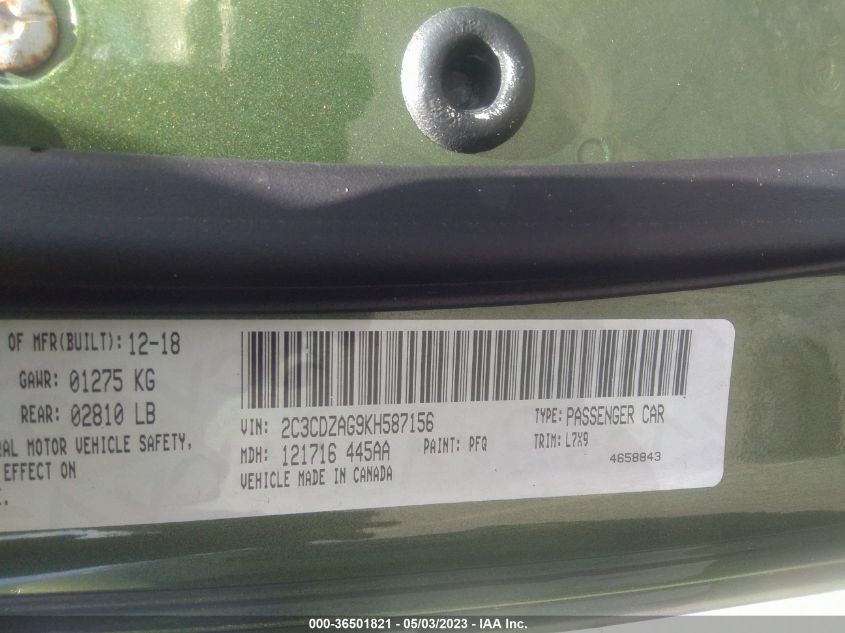 OF MFR(BUILT): 12-18
GAWR: 01275 KG
REAR: 02810 LB
RAL MOTOR VEHICLE SAFETY,
EFFECT ON
VIN: 2C3CDZAG9KH587156
TYPE: PASSENGER CAR
MDH: 121716 445AA
PAINT: PFQ
TRIM: L7X9
VEHICLE MADE IN CANADA
4658843
000-36501821 - 05/03/2023 - IAA Inc.